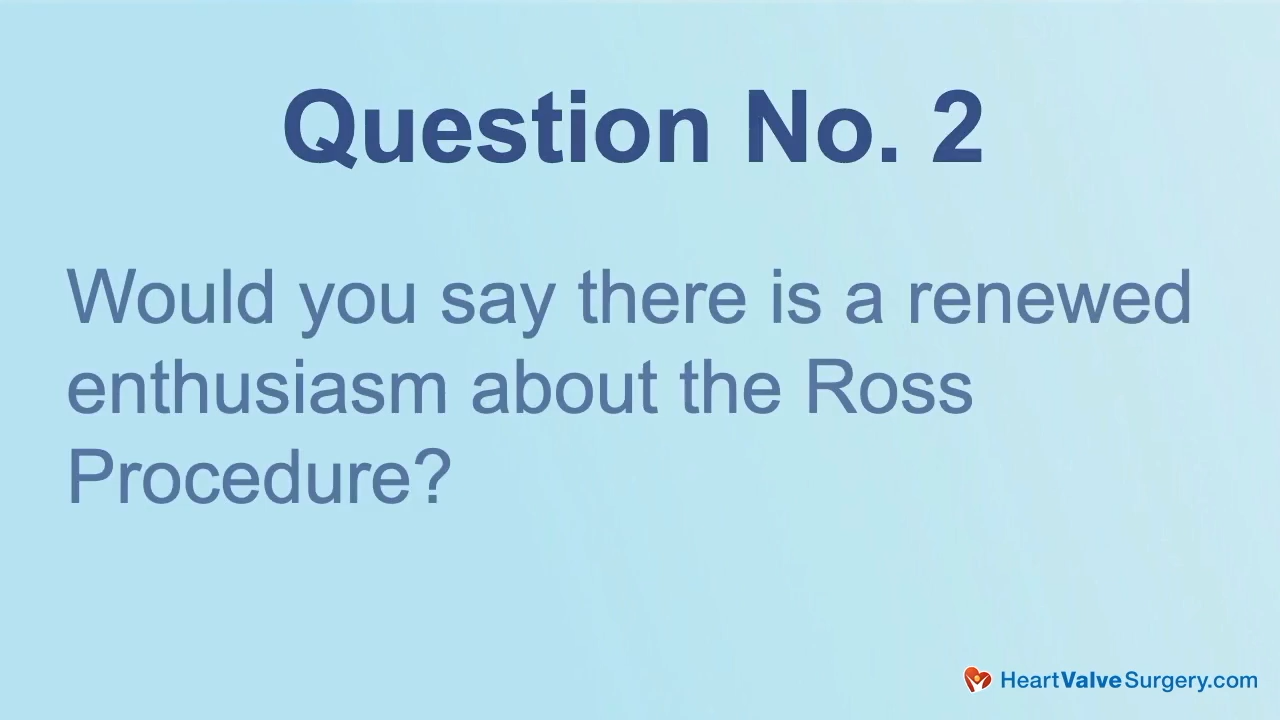 Question No. 2
Would you say there is a renewed
enthusiasm about the Ross
Procedure?
HeartValveSurgery.com